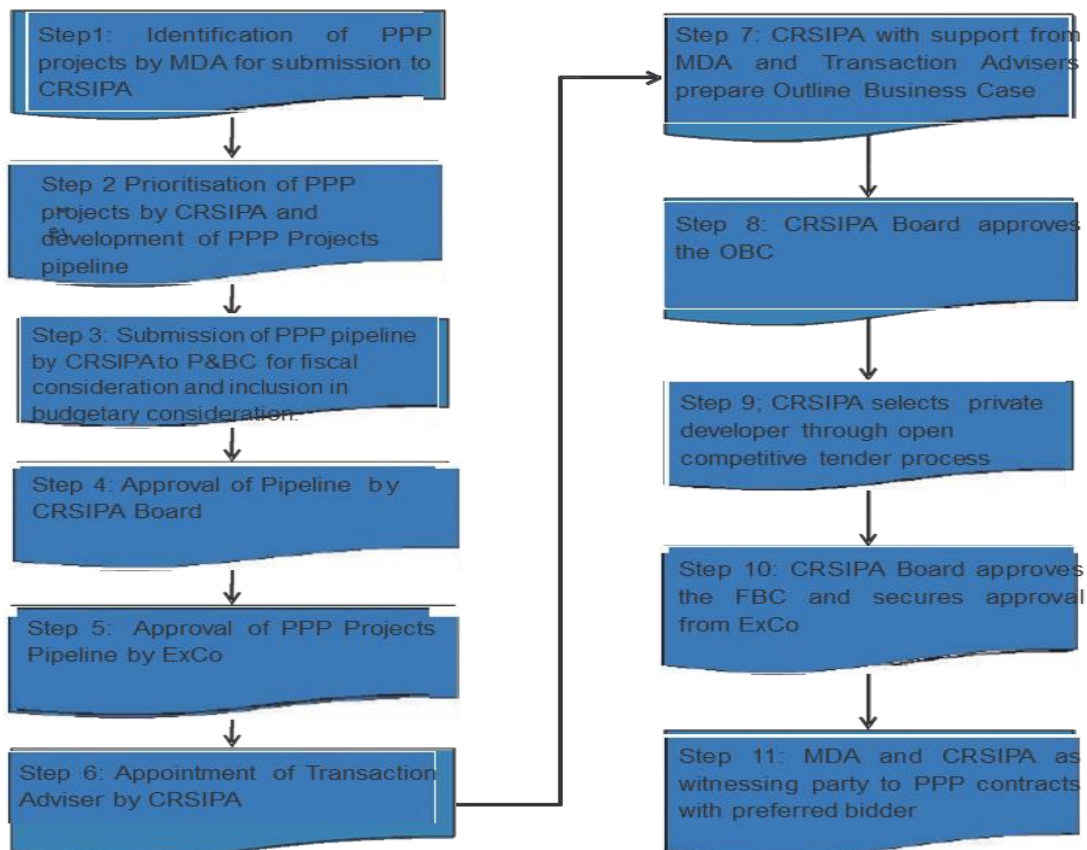 Step1: Identification of PPP
projects by MDA for submission to
CRSIPA
Step 2 Prioritisation of PPP
projects by CRSIPA and
development of PPP Projects
pipeline
Step 3: Submission of PPP pipeline
by CRSIPA to P&BC for fiscal
consideration and inclusion in
budgetary consideration.
Step 4: Approval of Pipeline by
CRSIPA Board
Step 5: Approval of PPP Projects
Pipeline by ExCo
Step 6: Appointment of Transaction
Adviser by CRSIPA
Step 7: CRSIPA with support from
MDA and Transaction Advisers
prepare Outline Business Case
Step 8: CRSIPA Board approves
the OBC
Step 9; CRSIPA selects private
developer through open
competitive tender process
Step 10: CRSIPA Board approves
the FBC and secures approval
from ExCo
Step 11: MDA and CRSIPA as
witnessing party to PPP contracts
with preferred bidder